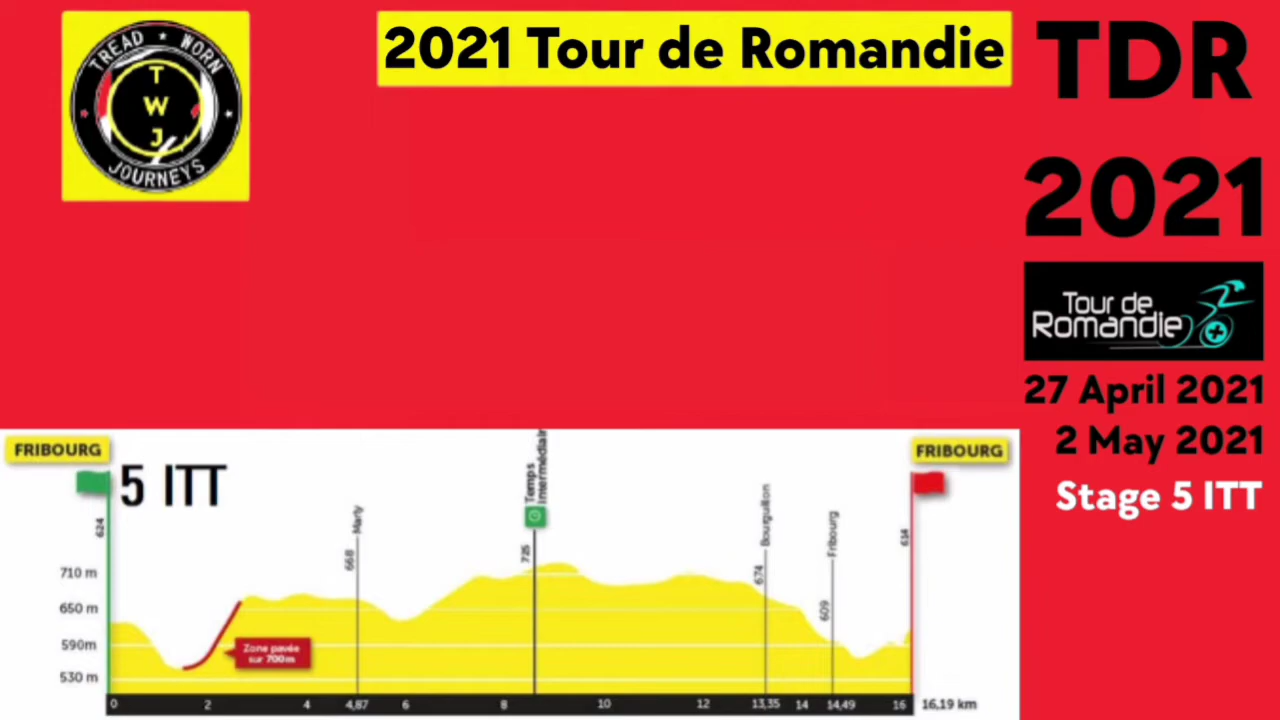 TREAD ★ WORN
T
W
J
JOURNEYS
2021 Tour de Romandie
TDR
2021
Tour de
Romandie
27 April 2021
2 May 2021
Stage 5 ITT
FRIBOURG
5 ITT
FRIBOURG
Temps
intermédiair
Marly
Bourguillon
Fribourg
624
668
725
674
609
614
710 m
650 m
590m
530 m
Zone pavée
sur 700m
0 2 4 4,87 6 8 10 12 13,35 14 14,49 16 16,19 km